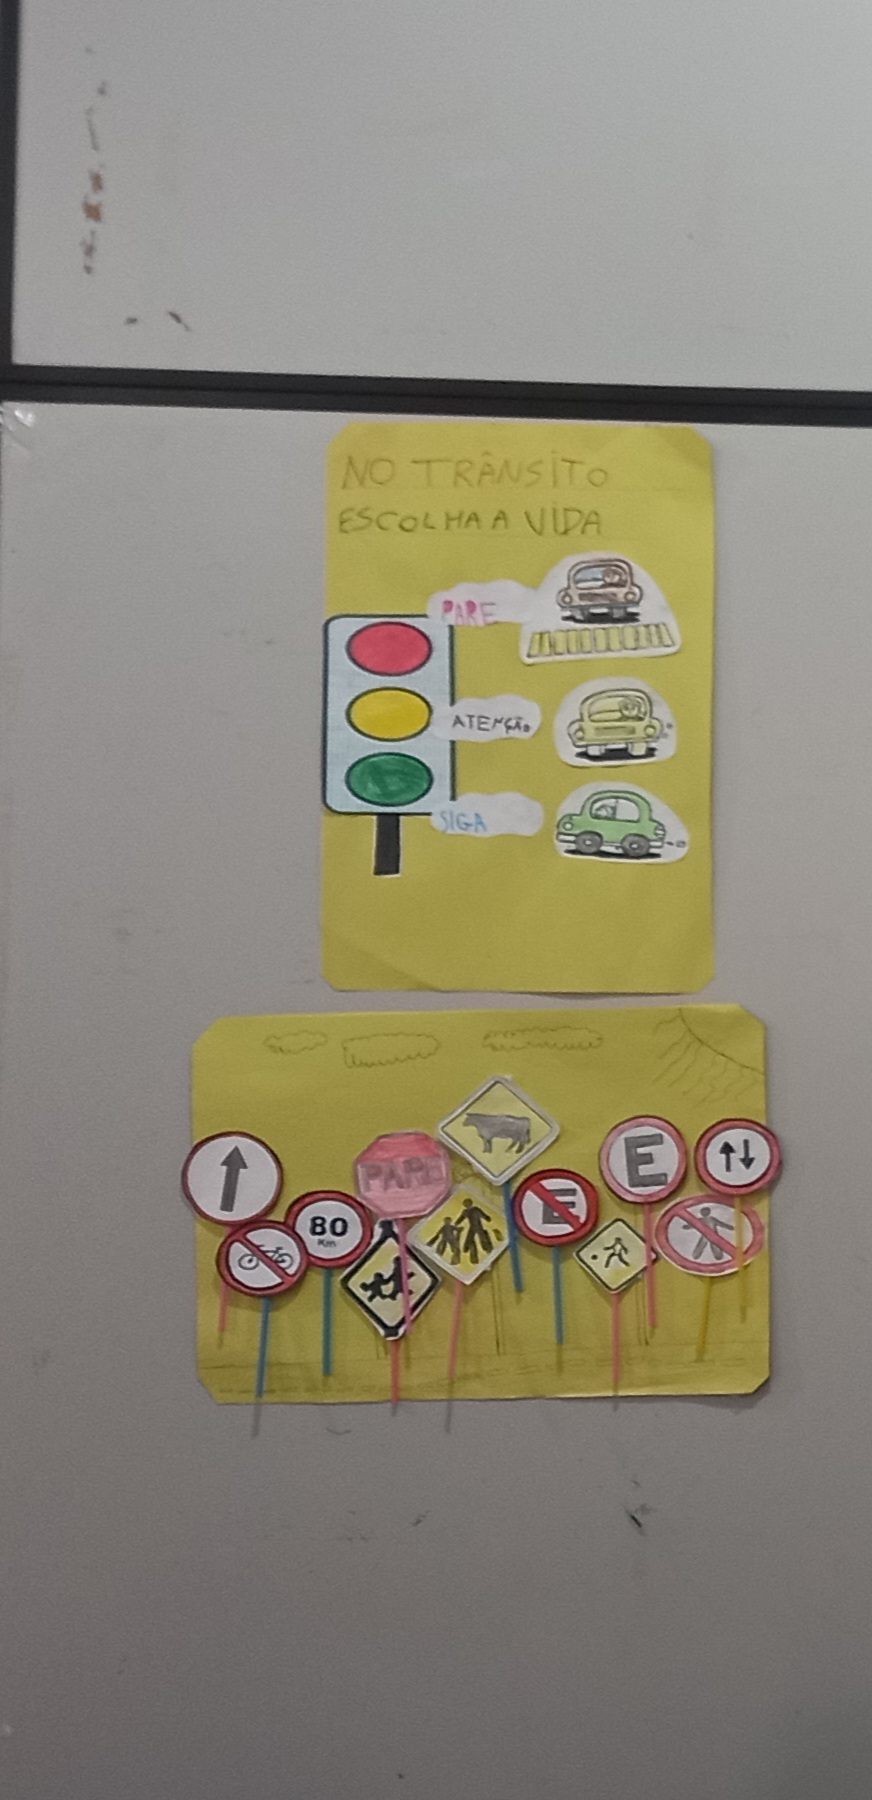 NO TRÂNSITO
ESCOLHA A VIDA
PARE
ATENÇÃO
SIGA
PARE
E
80
Km
E